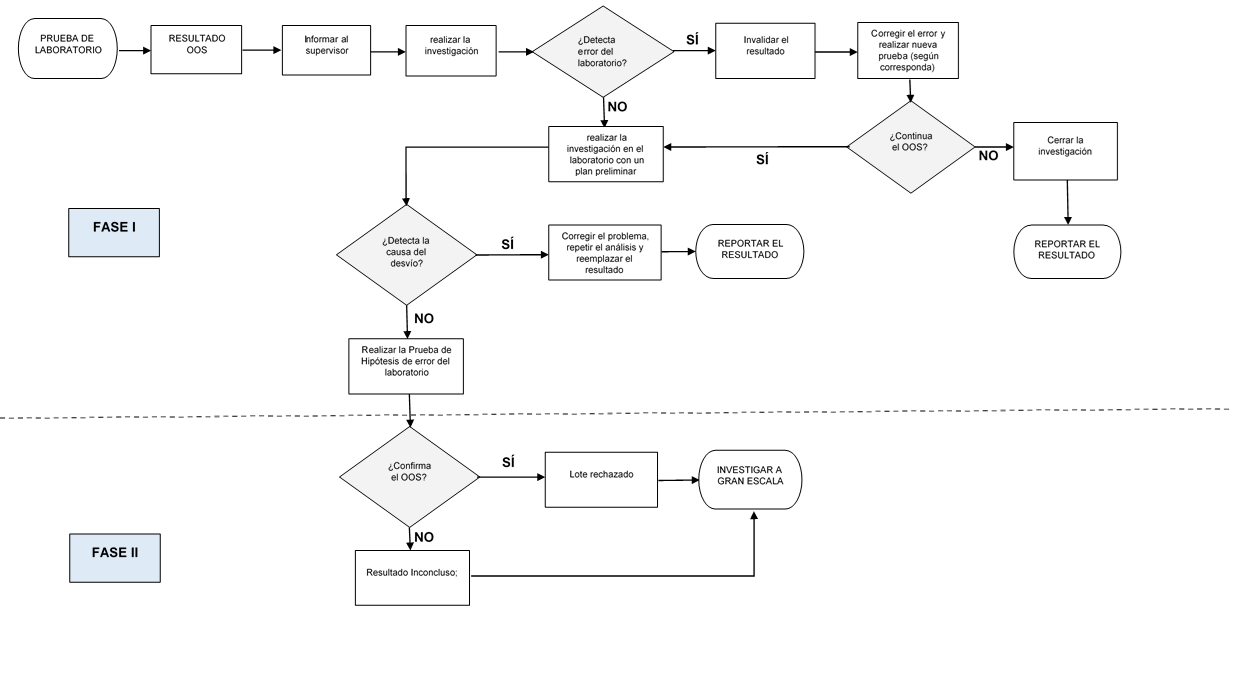 PRUEBA DE
LABORATORIO
RESULTADO
OOS
Informar al
supervisor
realizar la
investigación
¿Detecta
error del
laboratorio?
SÍ
Invalidar el
resultado
Corregir el error y
realizar nueva
prueba (según
corresponda)
NO
realizar la
investigación en el
laboratorio con un
plan preliminar
SÍ
¿Continua
el OOS?
NO
Cerrar la
investigación
FASE I
¿Detecta la
causa del
desvío?
SÍ
Corregir el problema,
repetir el análisis y
reemplazar el
resultado
REPORTAR EL
RESULTADO
REPORTAR EL
RESULTADO
NO
Realizar la Prueba de
Hipótesis de error del
laboratorio
¿Confirma
el OOS?
SÍ
Lote rechazado
INVESTIGAR A
GRAN ESCALA
NO
FASE II
Resultado Inconcluso;